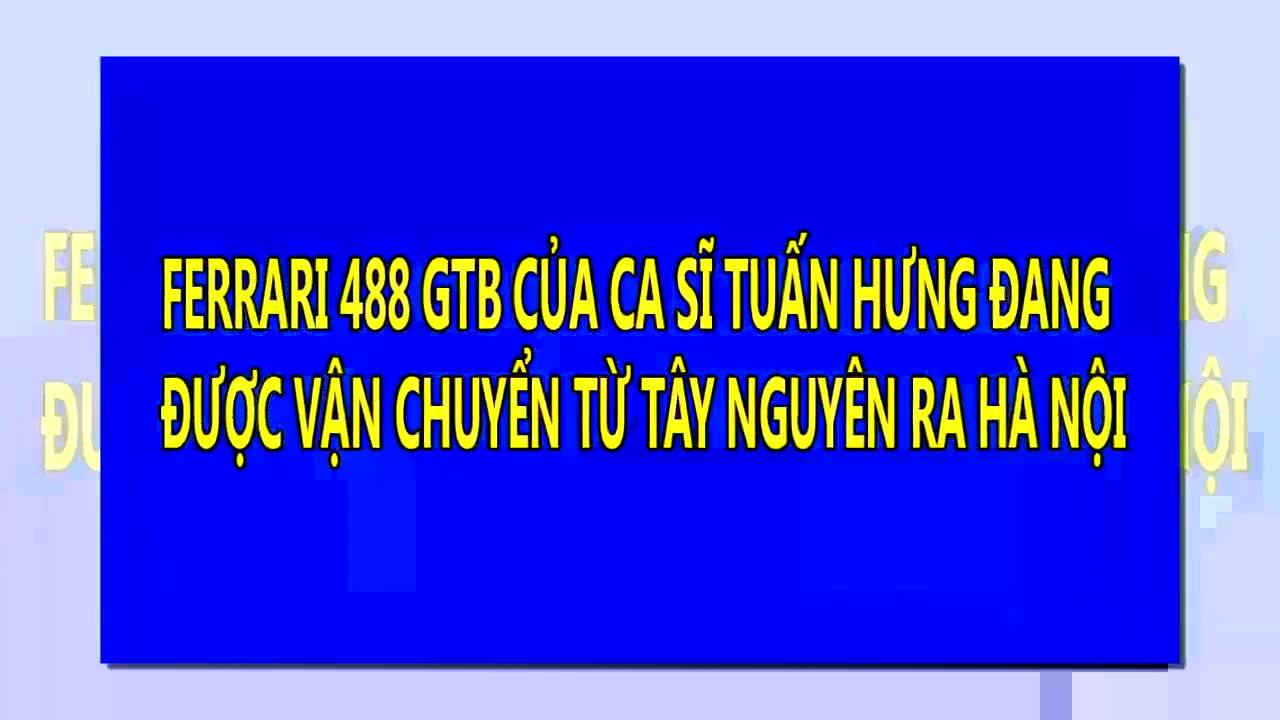 FERRARI 488 GTB CỦA CA SĨ TUẤN HƯNG ĐANG
ĐƯỢC VẬN CHUYỂN TỪ TÂY NGUYÊN RA HÀ NỘI